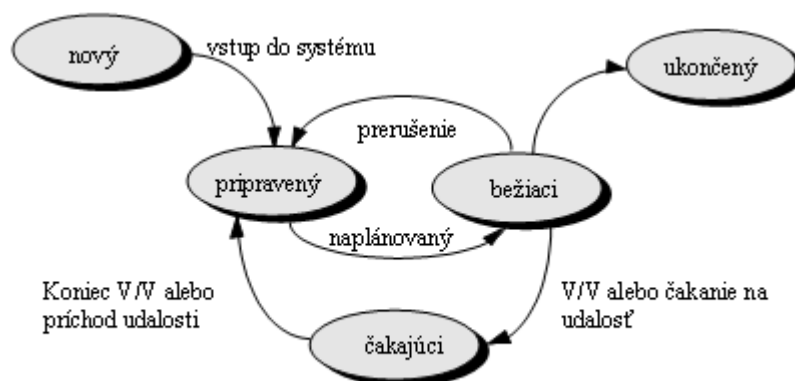 nový
vstup do systému
ukončený
prerušenie
pripravený
bežiaci
naplánovaný
Koniec V/V alebo
príchod udalosti
V/V alebo čakanie na
udalosť
čakajúci